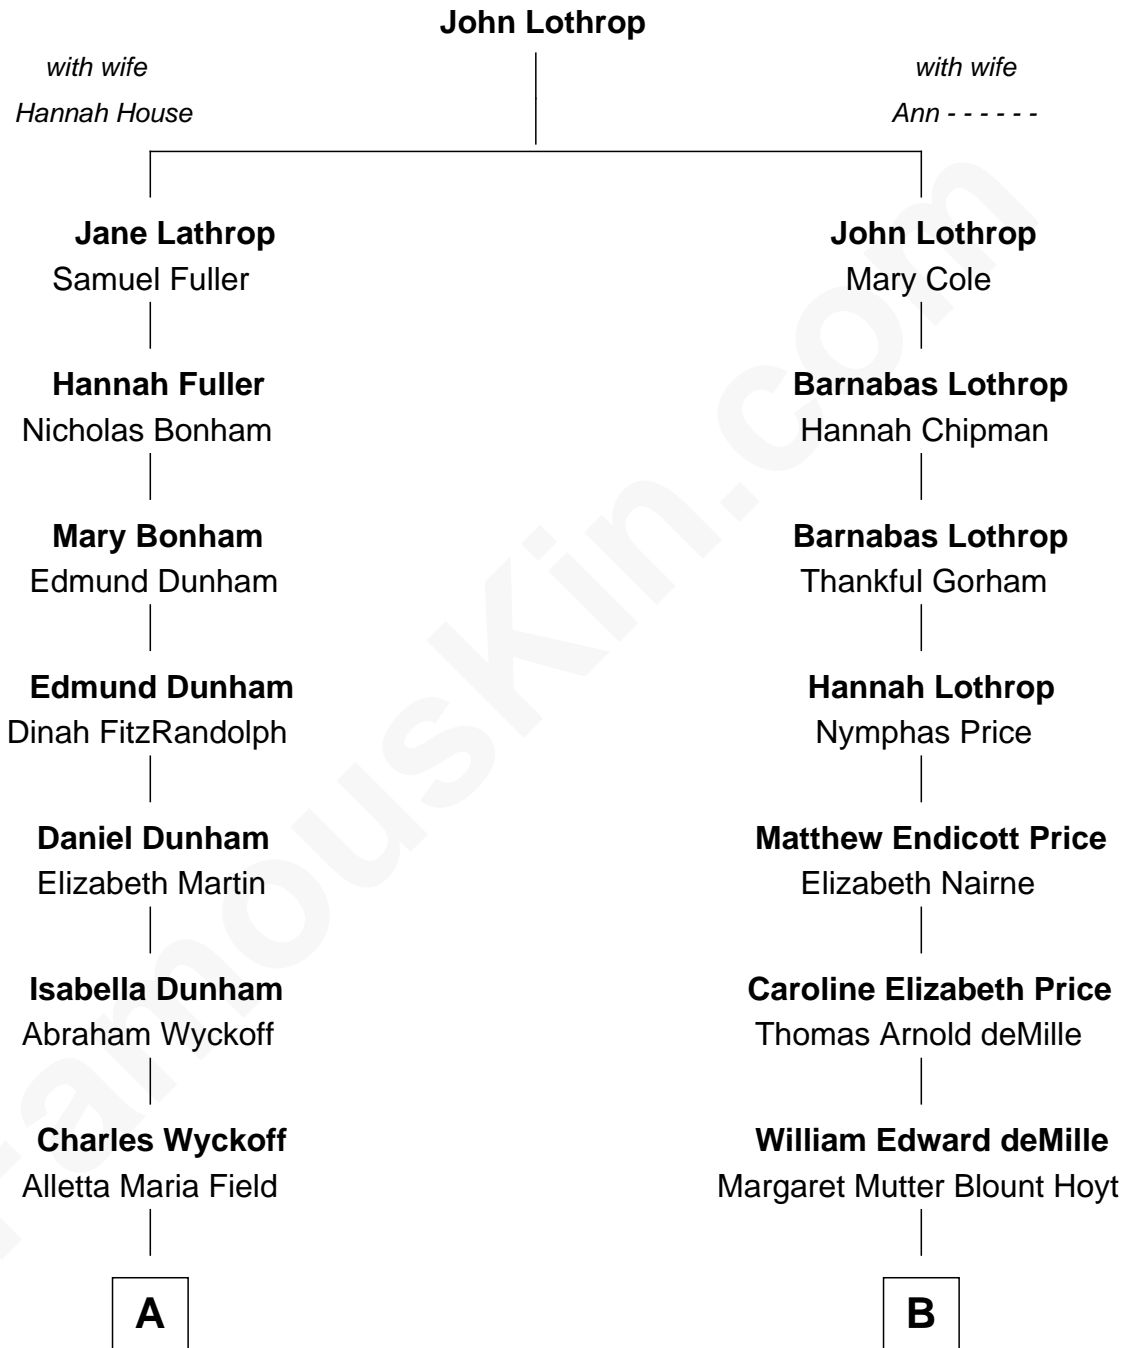 John Lothrop
with wife
Hannah House
with wife
Ann - - - - - -
Jane Lathrop
Samuel Fuller
John Lothrop
Mary Cole
Hannah Fuller
Nicholas Bonham
Barnabas Lothrop
Hannah Chipman
Mary Bonham
Edmund Dunham
Barnabas Lothrop
Thankful Gorham
Edmund Dunham
Dinah FitzRandolph
Hannah Lothrop
Nymphas Price
Daniel Dunham
Elizabeth Martin
Matthew Endicott Price
Elizabeth Nairne
Isabella Dunham
Abraham Wyckoff
Caroline Elizabeth Price
Thomas Arnold deMille
Charles Wyckoff
Alletta Maria Field
William Edward deMille
Margaret Mutter Blount Hoyt
A
B
FamousKin.com